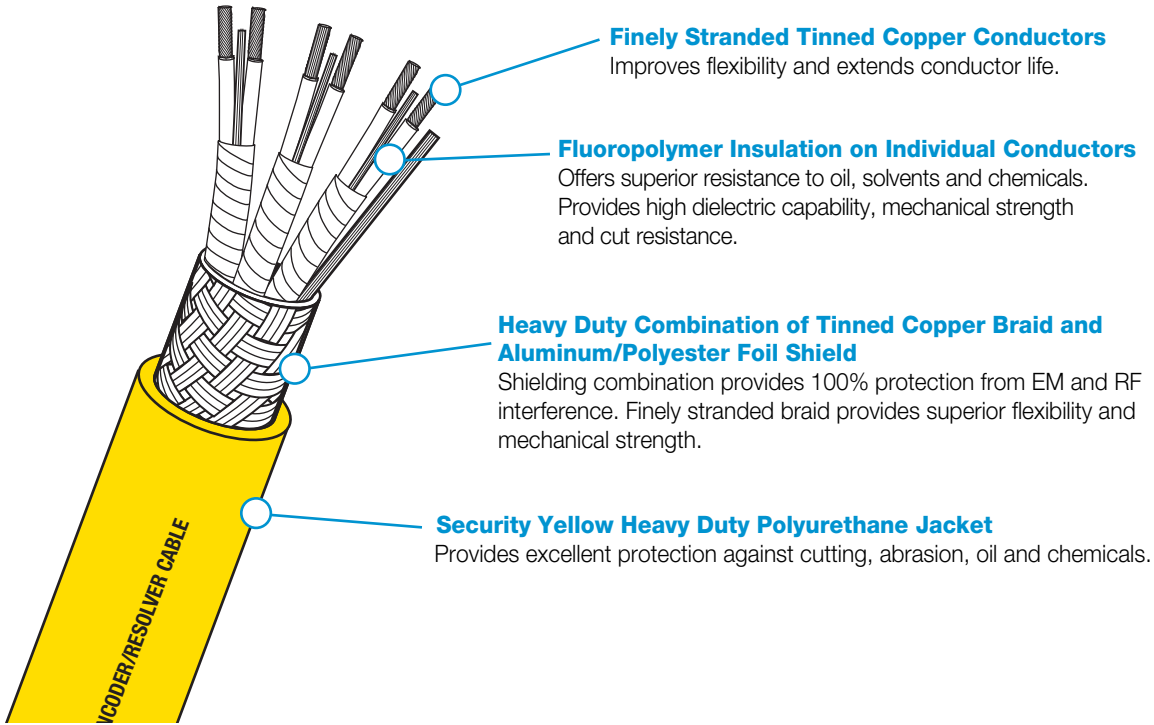 Finely Stranded Tinned Copper Conductors
Improves flexibility and extends conductor life.
Fluoropolymer Insulation on Individual Conductors
Offers superior resistance to oil, solvents and chemicals.
Provides high dielectric capability, mechanical strength
and cut resistance.
Heavy Duty Combination of Tinned Copper Braid and
Aluminum/Polyester Foil Shield
Shielding combination provides 100% protection from EM and RF
interference. Finely stranded braid provides superior flexibility and
mechanical strength.
Security Yellow Heavy Duty Polyurethane Jacket
Provides excellent protection against cutting, abrasion, oil and chemicals.
NCODER/RESOLVER CABLE